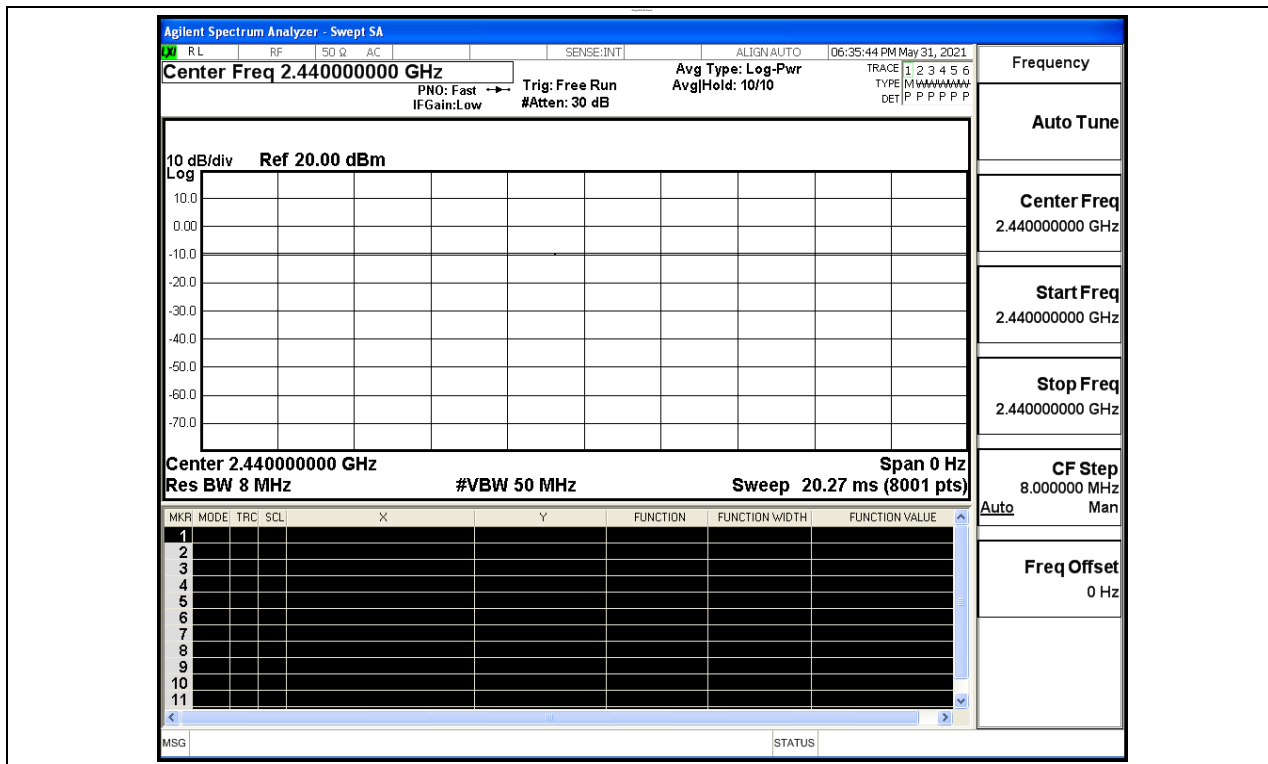 Agilent Spectrum Analyzer - Swept SA
LXI RL RF 50 Ω AC SENSE:INT ALIGN AUTO 06:35:44 PM May 31, 2021
Center Freq 2.440000000 GHz
PNO: Fast
IFGain:Low
Trig: Free Run
#Atten: 30 dB
Avg Type: Log-Pwr
Avg|Hold: 10/10
TRACE 1 2 3 4 5 6
TYPE M WWWWW
DET P P P P P P
10 dB/div Ref 20.00 dBm
Log
10.0
0.00
-10.0
-20.0
-30.0
-40.0
-50.0
-60.0
-70.0
Center 2.440000000 GHz Span 0 Hz
Res BW 8 MHz #VBW 50 MHz Sweep 20.27 ms (8001 pts)
MKR MODE TRC SCL X Y FUNCTION FUNCTION WIDTH FUNCTION VALUE
1
2
3
4
5
6
7
8
9
10
11
MSG STATUS
Frequency
Auto Tune
Center Freq
2.440000000 GHz
Start Freq
2.440000000 GHz
Stop Freq
2.440000000 GHz
CF Step
8.000000 MHz
Auto Man
Freq Offset
0 Hz